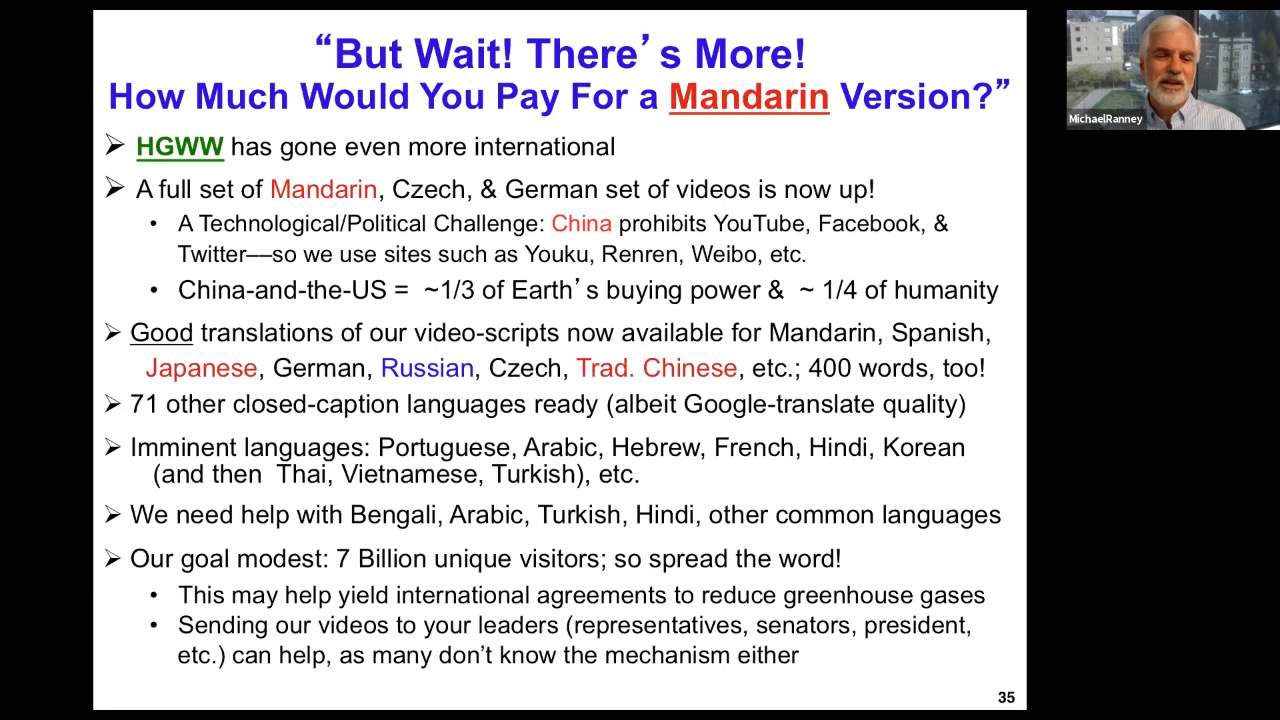 “But Wait! There’s More!
How Much Would You Pay For a Mandarin Version?”
➢ HGWW has gone even more international
➢ A full set of Mandarin, Czech, & German set of videos is now up!
• A Technological/Political Challenge: China prohibits YouTube, Facebook, &
Twitter—so we use sites such as Youku, Renren, Weibo, etc.
• China-and-the-US = ~1/3 of Earth’s buying power & ~ 1/4 of humanity
➢ Good translations of our video-scripts now available for Mandarin, Spanish,
Japanese, German, Russian, Czech, Trad. Chinese, etc.; 400 words, too!
➢ 71 other closed-caption languages ready (albeit Google-translate quality)
➢ Imminent languages: Portuguese, Arabic, Hebrew, French, Hindi, Korean
(and then Thai, Vietnamese, Turkish), etc.
➢ We need help with Bengali, Arabic, Turkish, Hindi, other common languages
➢ Our goal modest: 7 Billion unique visitors; so spread the word!
• This may help yield international agreements to reduce greenhouse gases
• Sending our videos to your leaders (representatives, senators, president,
etc.) can help, as many don’t know the mechanism either
35
MichaelRanney